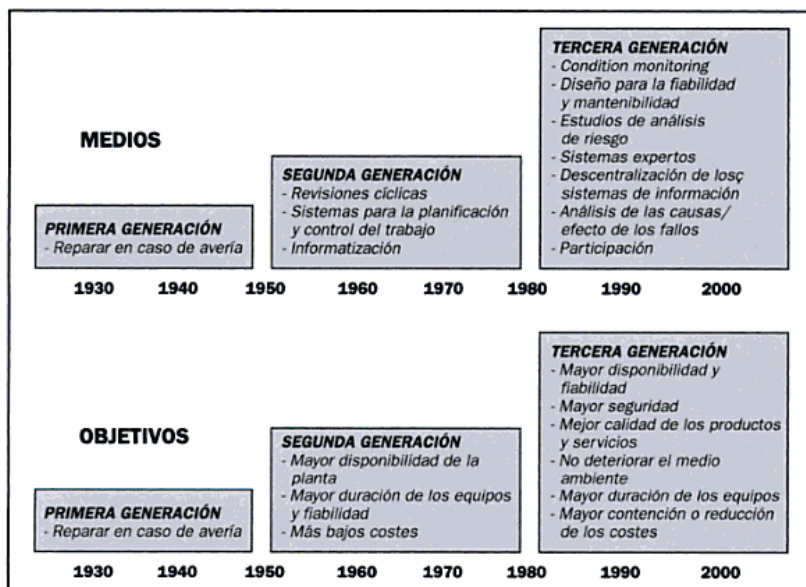 MEDIOS
PRIMERA GENERACIÓN
- Reparar en caso de avería
SEGUNDA GENERACIÓN
- Revisiones cíclicas
- Sistemas para la planificación
y control del trabajo
- Informatización
TERCERA GENERACIÓN
- Condition monitoring
- Diseño para la fiabilidad
y mantenibilidad
- Estudios de análisis
de riesgo
- Sistemas expertos
- Descentralización de losç
sistemas de información
- Análisis de las causas/
efecto de los fallos
- Participación
1930 1940 1950 1960 1970 1980 1990 2000
OBJETIVOS
PRIMERA GENERACIÓN
- Reparar en caso de avería
SEGUNDA GENERACIÓN
- Mayor disponibilidad de la
planta
- Mayor duración de los equipos
y fiabilidad
- Más bajos costes
TERCERA GENERACIÓN
- Mayor disponibilidad y
fiabilidad
- Mayor seguridad
- Mejor calidad de los productos
y servicios
- No deteriorar el medio
ambiente
- Mayor duración de los equipos
- Mayor contención o reducción
de los costes
1930 1940 1950 1960 1970 1980 1990 2000